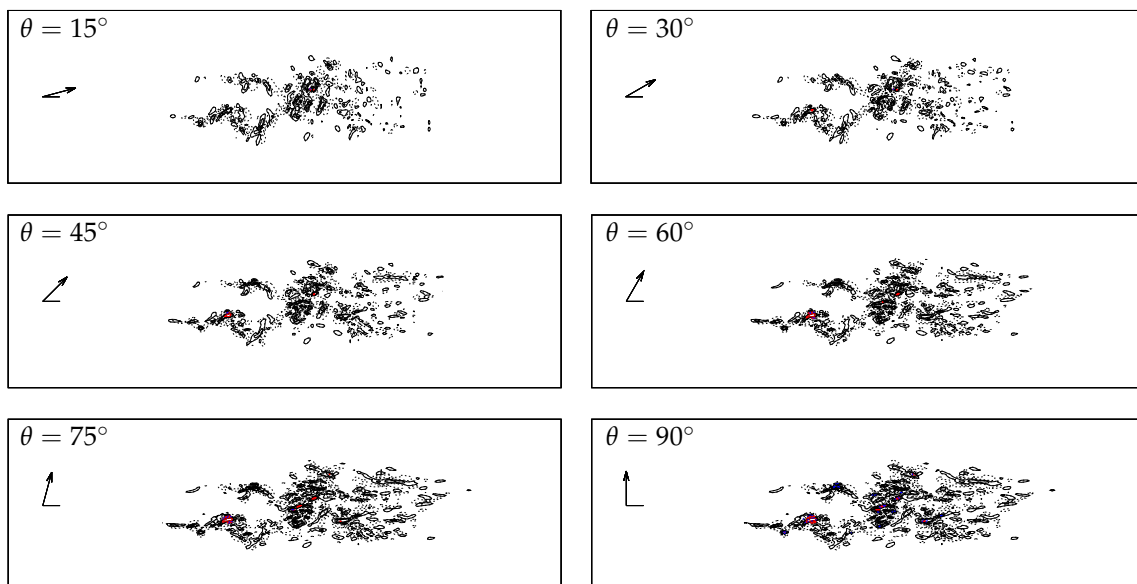 θ = 15°
θ = 30°
θ = 45°
θ = 60°
θ = 75°
θ = 90°